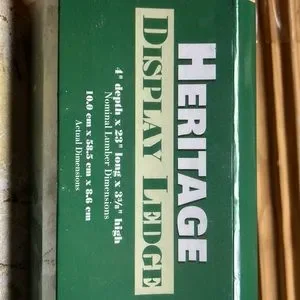 HERITAGE
DISPLAY LEDGE
4" depth x 23" long x 3⅜" high
Nominal Lumber Dimensions
10.0 cm x 58.5 cm x 8.6 cm
Actual Dimensions